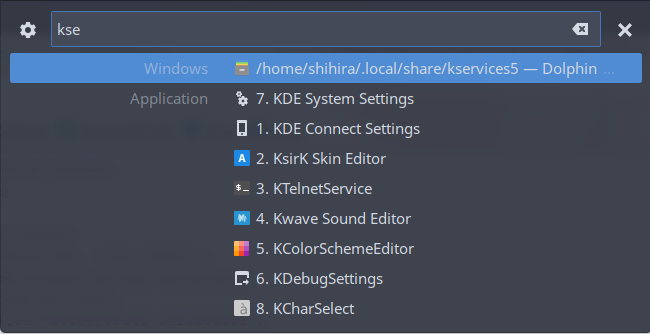 kse
Windows /home/shihira/.local/share/kservices5 — Dolphin ...
Application 7. KDE System Settings
1. KDE Connect Settings
2. KsirK Skin Editor
3. KTelnetService
4. Kwave Sound Editor
5. KColorSchemeEditor
6. KDebugSettings
8. KCharSelect